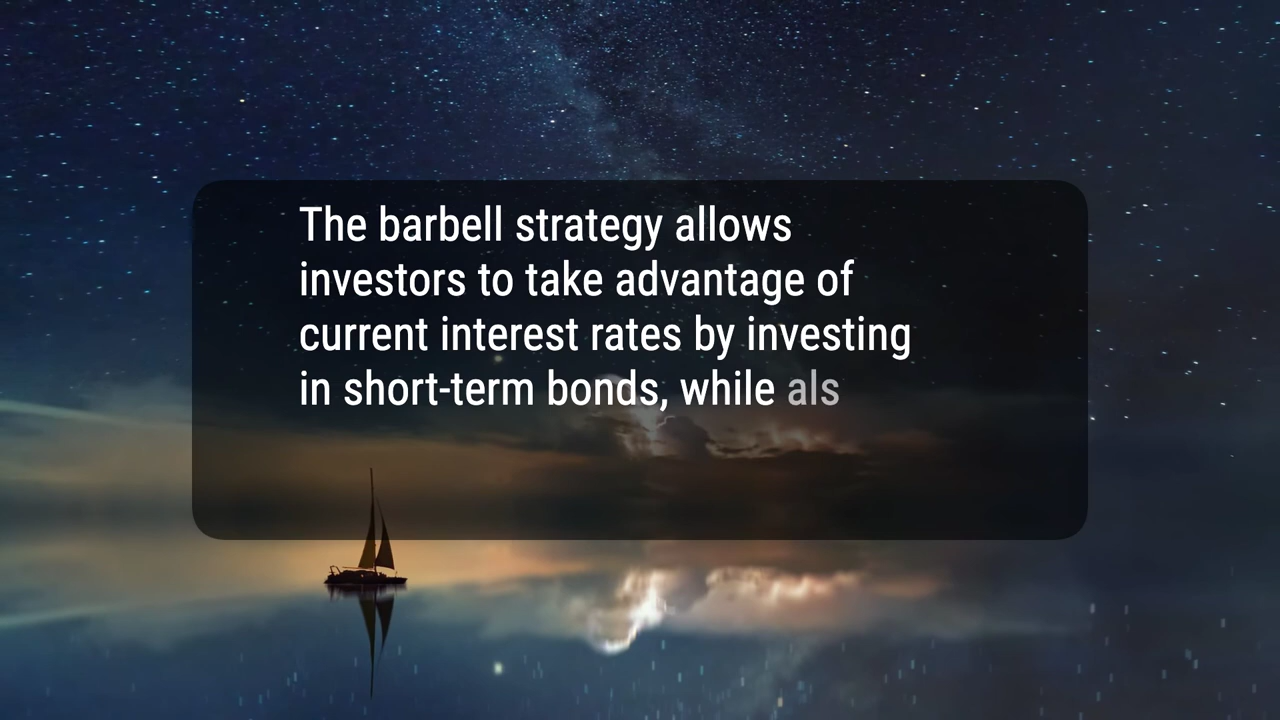 The barbell strategy allows
investors to take advantage of
current interest rates by investing
in short-term bonds, while als